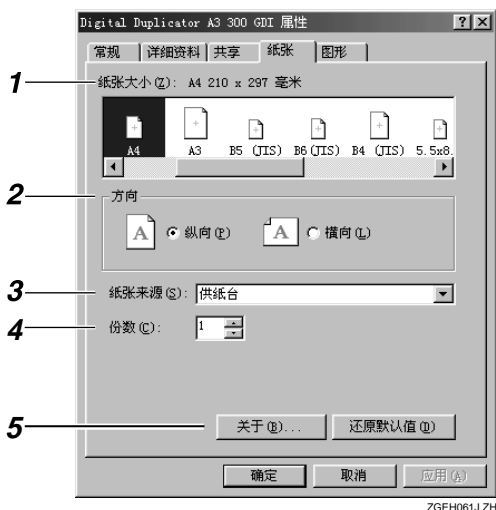 Digital Duplicator A3 300 GDI 属性
常规 详细资料 共享 纸张 图形
1 纸张大小(Z): A4 210 x 297 毫米
A4 A3 B5 (JIS) B6 (JIS) B4 (JIS) 5.5x8.
2 方向
A 纵向(P) A 横向(L)
3 纸张来源(S): 供纸台
4 份数(C): 1
5 关于(B)... 还原默认值(D)
确定 取消 应用(A)
ZGEH061J ZH